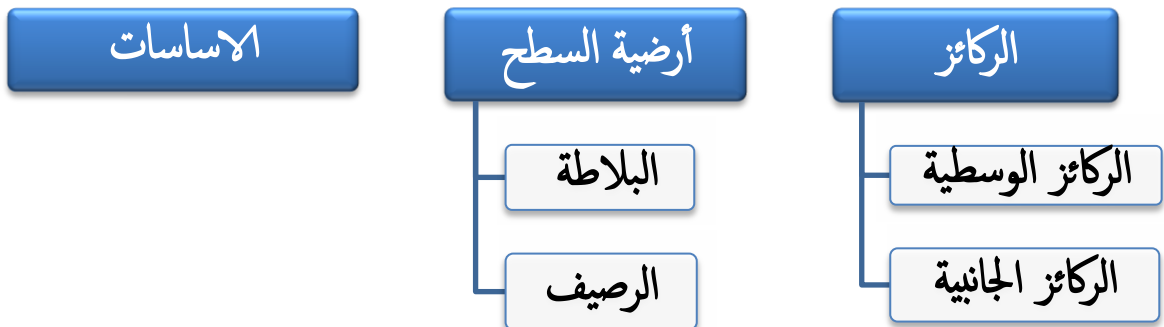 الركائز
أرضية السطح
الاساسات
الركائز الوسطية
البلاطة
الركائز الجانبية
الرصيف